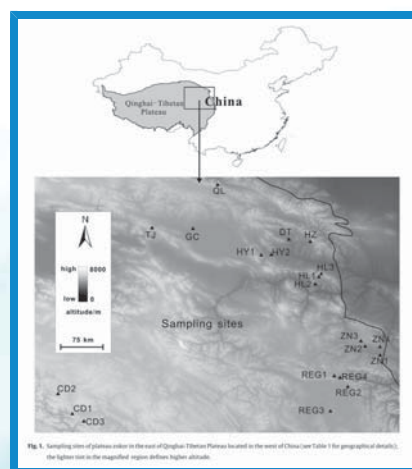 Qinghai-Tibetan
Plateau
China
QL
TJ
GC
DT
HZ
HY1
HY2
HL3
HL1
HL2
N
high
8000
low
0
altitude/m
75 km
Sampling sites
ZN3
ZN4
ZN2
ZN1
REG1
REG4
REG2
REG3
CD2
CD1
CD3
Fig. 1. Sampling sites of plateau zokor in the east of Qinghai-Tibetan Plateau located in the west of China (see Table 1 for geographical details),
the lighter tint in the magnified region defines higher altitude.